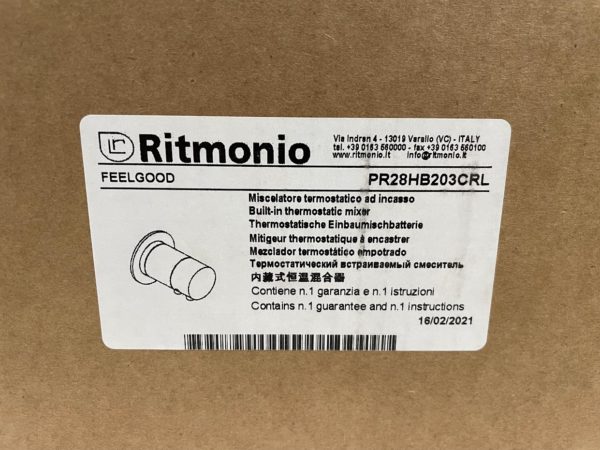 Ritmonio
Via Indren 4 - 13019 Varallo (VC) - ITALY
tel. +39 0163 560000 - fax +39 0163 560100
www.ritmonio.it info@ritmonio.it
FEELGOOD PR28HB203CRL
Miscelatore termostatico ad incasso
Built-in thermostatic mixer
Thermostatische Einbaumischbatterie
Mitigeur thermostatique à encastrer
Mezclador termostático empotrado
Термостатический встраиваемый смеситель
内藏式恒温混合器
Contiene n.1 garanzia e n.1 istruzioni
Contains n.1 guarantee and n.1 instructions
16/02/2021